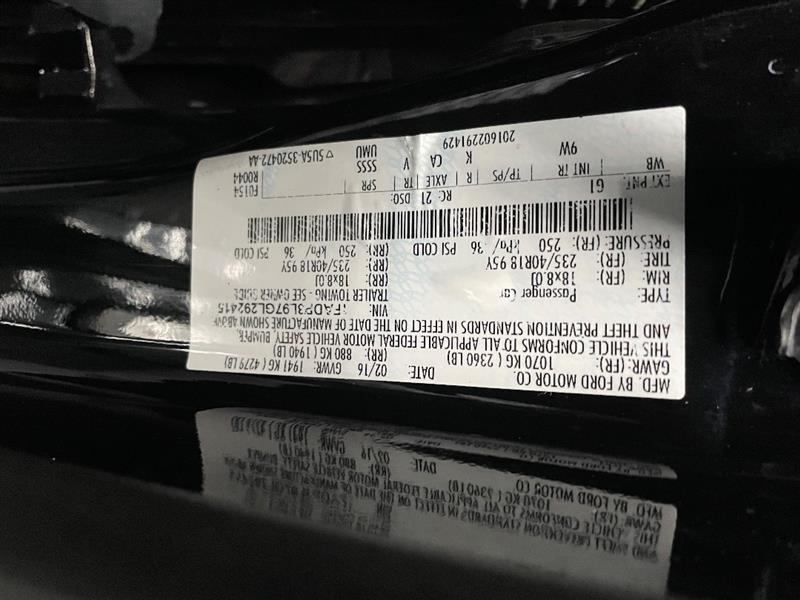 MFD. BY FORD MOTOR CO.
DATE: 02/16 GVWR: 1941 KG ( 4279 LB)
GAWR: (FR) 1070 KG ( 2360 LB) (RR) 880 KG ( 1940 LB)
THIS VEHICLE CONFORMS TO ALL APPLICABLE FEDERAL MOTOR VEHICLE SAFETY, BUMPER,
AND THEFT PREVENTION STANDARDS IN EFFECT ON THE DATE OF MANUFACTURE SHOWN ABOVE.
VIN: 1FADP3L97GL292415
TYPE: Passenger Car TRAILER TOWING - SEE OWNER GUIDE
RIM: (FR) 18x8.0J (RR) 18x8.0J
TIRE: (FR) 235/40R18 95Y (RR) 235/40R18 95Y
PRESSURE: (FR): 250 kPa/ 36 PSI COLD (RR): 250 kPa/ 36 PSI COLD
EXT PNT: G1 RC: 21 DSO: F0154
WB INT TR TP/PS R AXLE TR SPR R0044
9W K CA V SSSS
UMU
201602291429 ▽ 5U5A-3S20472-AA